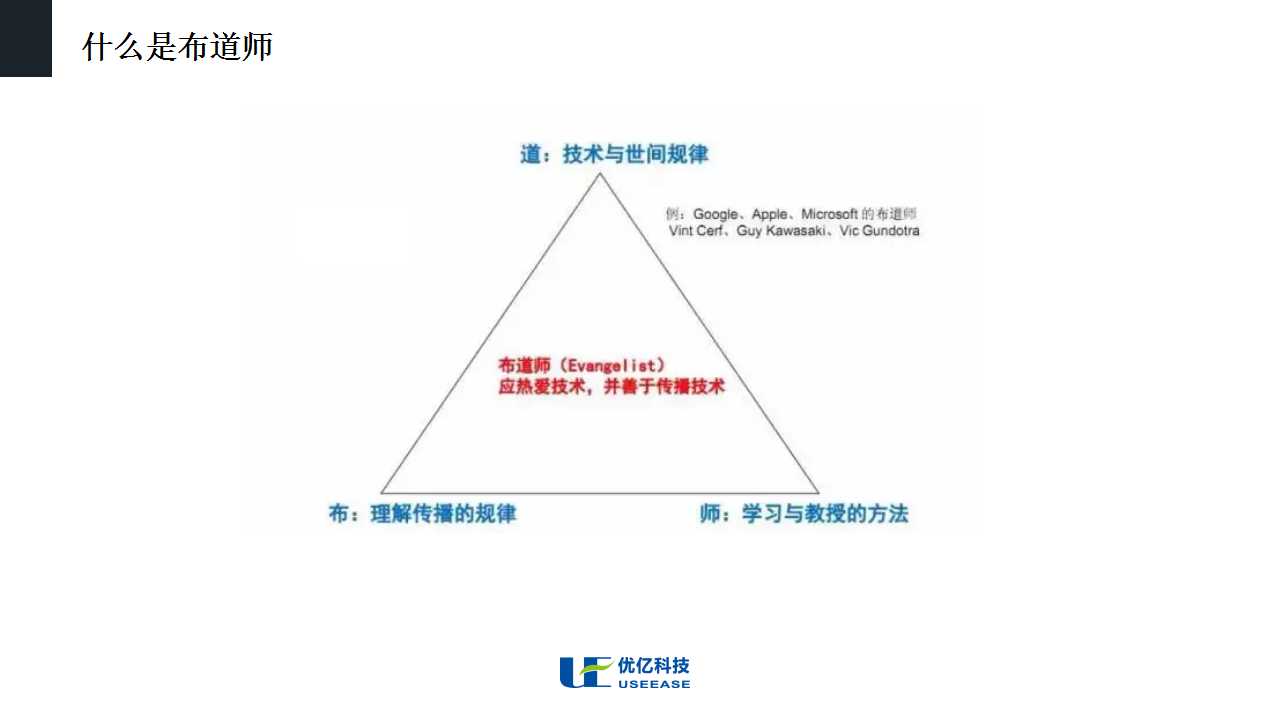 什么是布道师
道：技术与世间规律
例：Google、Apple、Microsoft 的布道师
Vint Cerf、Guy Kawasaki、Vic Gundotra
布道师（Evangelist）
应热爱技术，并善于传播技术
布：理解传播的规律
师：学习与教授的方法
UE 优亿科技
USEEASE